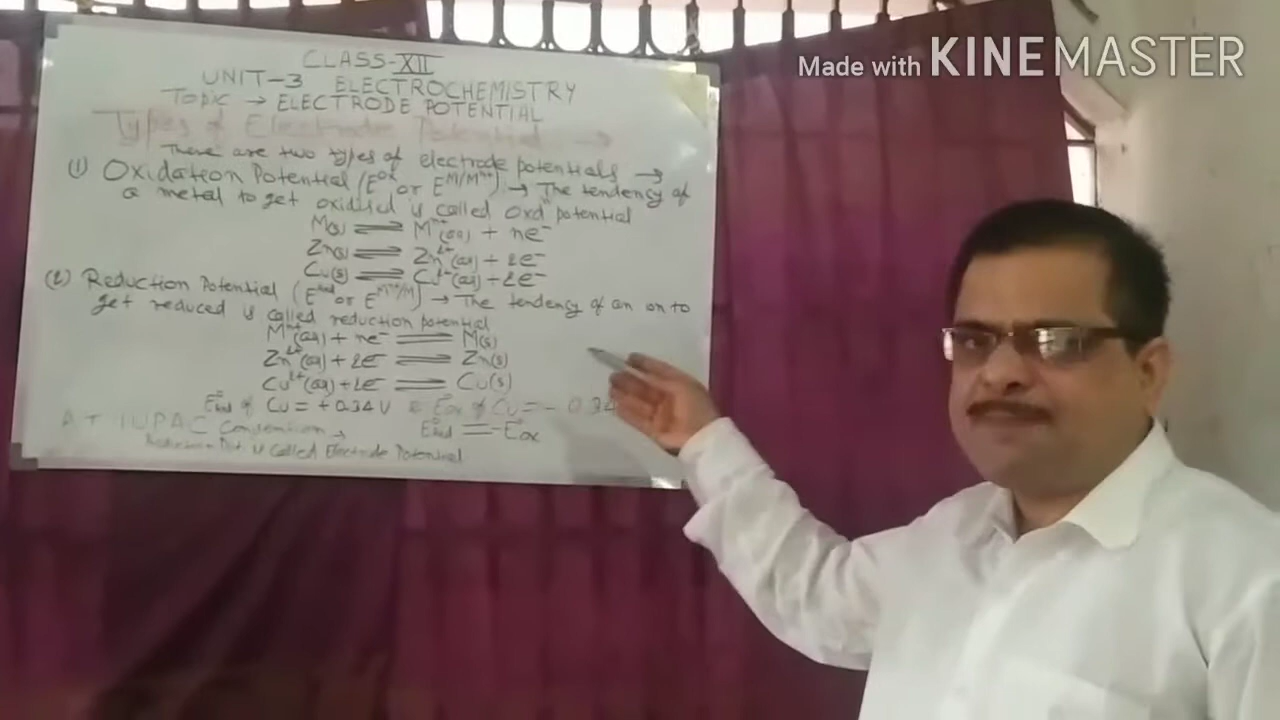 Made with KINEMASTER
CLASS-XII
UNIT-3 ELECTROCHEMISTRY
Topic → ELECTRODE POTENTIAL
Types of Electrode Potential →
There are two types of electrode potentials →
(1) Oxidation Potential (E^ox or E^M/M^n+) → The tendency of
a metal to get oxidised is called Oxd^n potential
M(s) ⇌ M^n+(aq) + ne^-
Zn(s) ⇌ Zn^2+(aq) + 2e^-
Cu(s) ⇌ Cu^2+(aq) + 2e^-
(2) Reduction Potential (E^Red or E^M^n+/M) → The tendency of an on to
get reduced is called reduction potential
M^n+(aq) + ne^- ⇌ M(s)
Zn^2+(aq) + 2e^- ⇌ Zn(s)
Cu^2+(aq) + 2e^- ⇌ Cu(s)
E°Red of Cu = +0.34 V E°ox of Cu = - 0.34
AT IUPAC Convention → E°Red = -E°ox
Reduction Pot. is called Electrode Potential